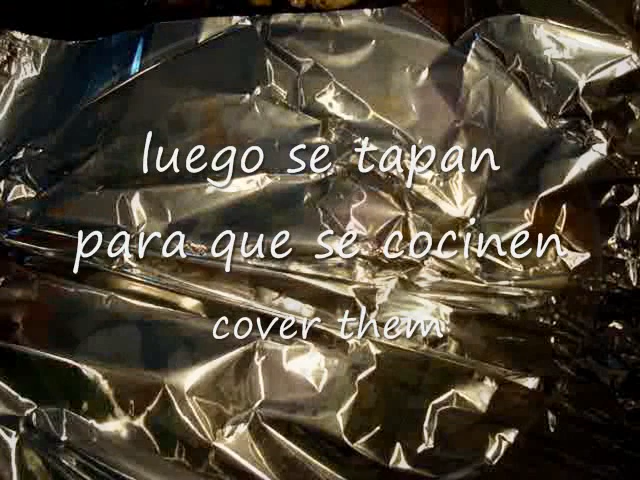 luego se tapan
para que se cocinen
cover them